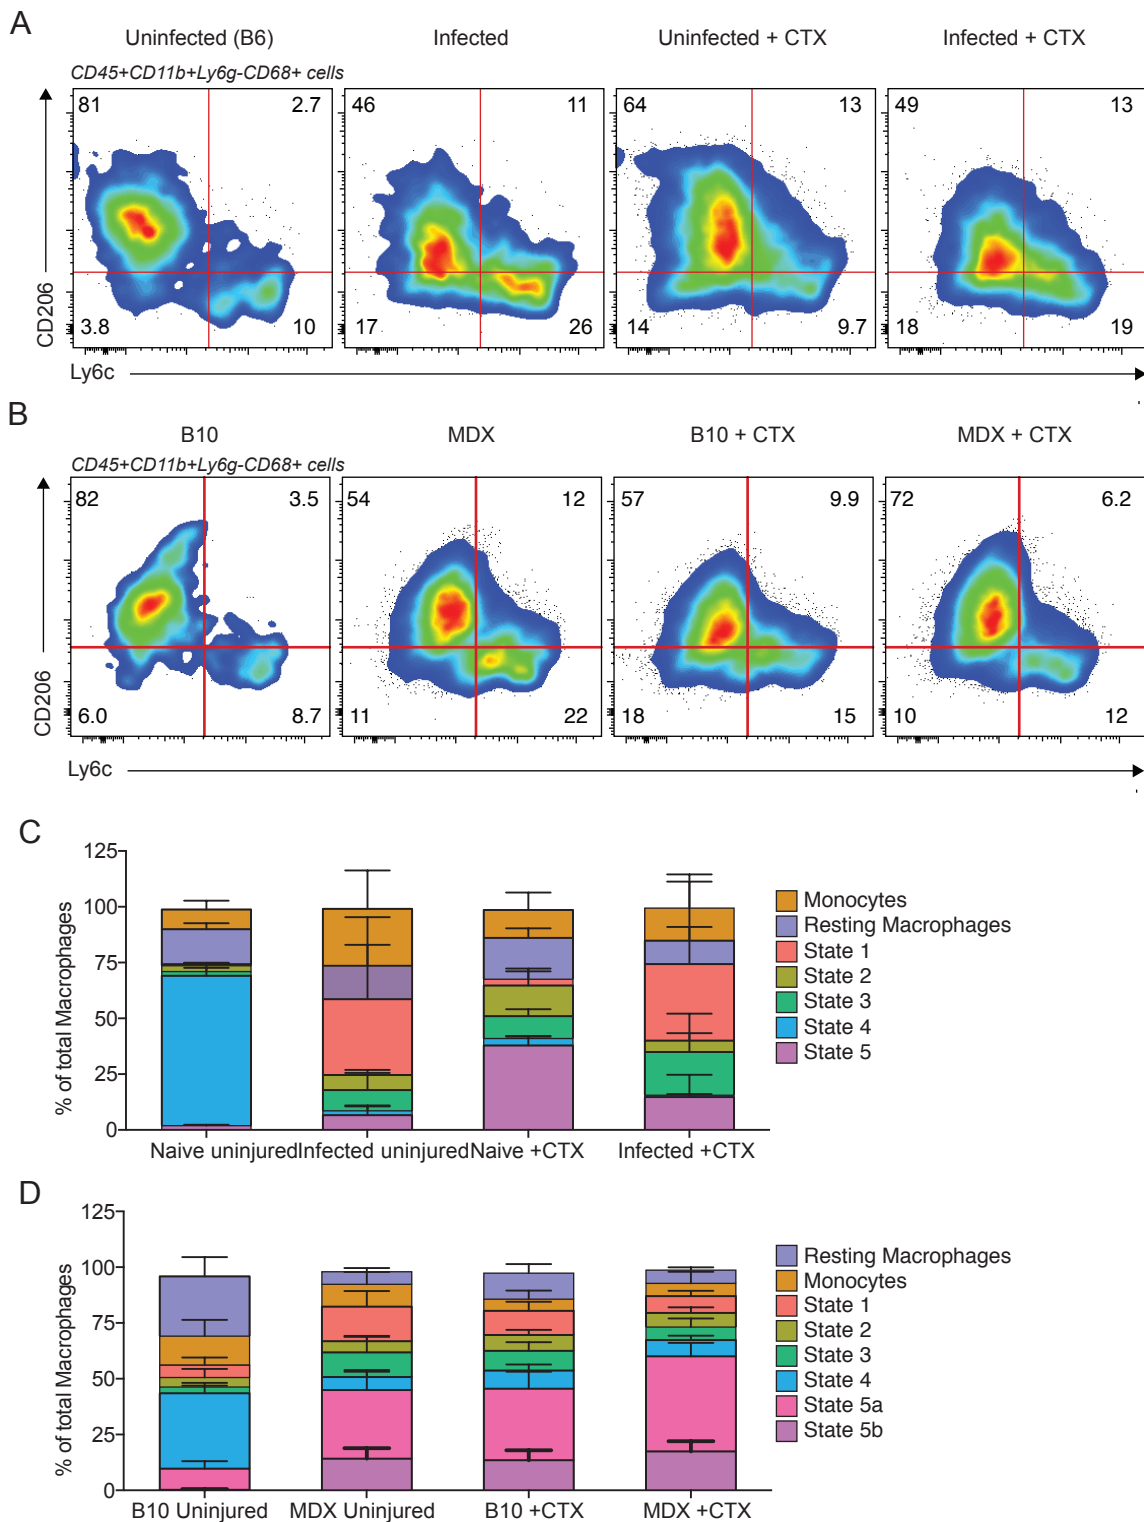 A
Uninfected (B6)
Infected
Uninfected + CTX
Infected + CTX
CD45+CD11b+Ly6g-CD68+ cells
81
2.7
46
11
64
13
49
13
CD206
3.8
10
17
26
14
9.7
18
19
Ly6c
B
B10
MDX
B10 + CTX
MDX + CTX
CD45+CD11b+Ly6g-CD68+ cells
82
3.5
54
12
57
9.9
72
6.2
CD206
6.0
8.7
11
22
18
15
10
12
Ly6c
C
% of total Macrophages
125
100
75
50
25
0
Naive uninjured
Infected uninjured
Naive +CTX
Infected +CTX
Monocytes
Resting Macrophages
State 1
State 2
State 3
State 4
State 5
D
% of total Macrophages
125
100
75
50
25
0
B10 Uninjured
MDX Uninjured
B10 +CTX
MDX +CTX
Resting Macrophages
Monocytes
State 1
State 2
State 3
State 4
State 5a
State 5b